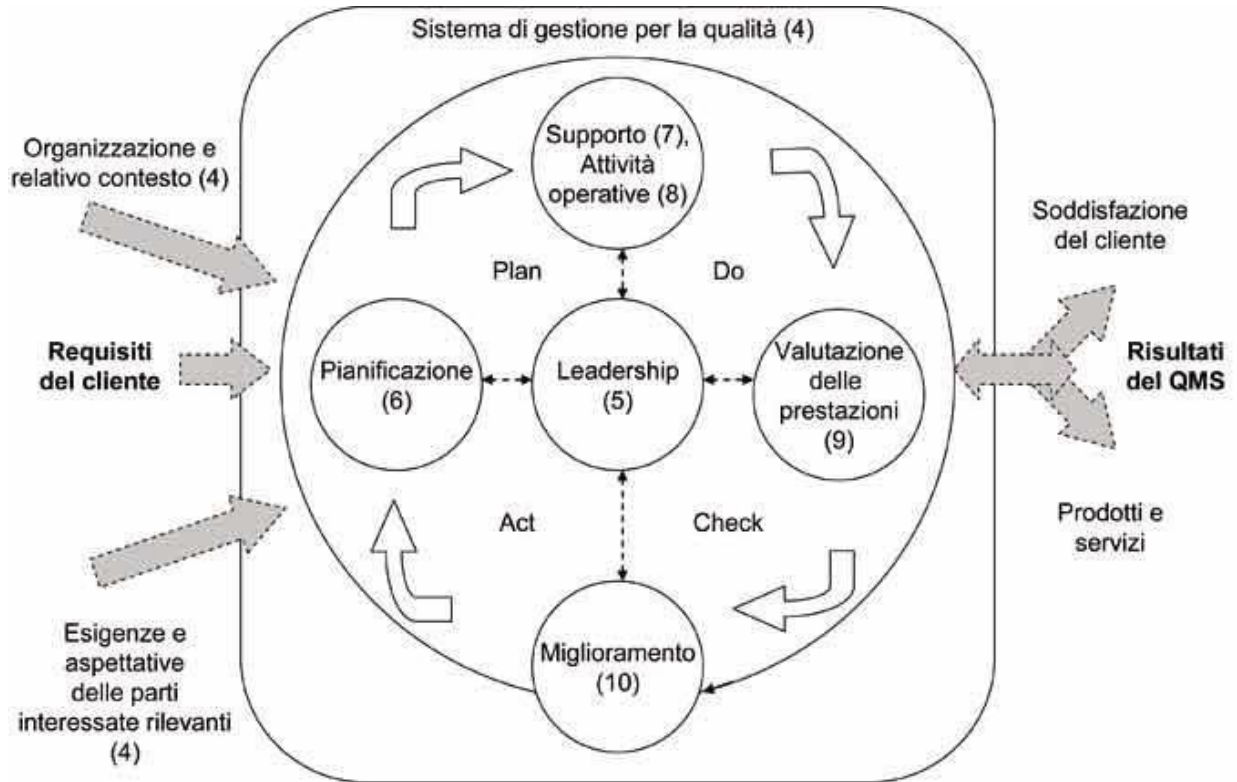 Sistema di gestione per la qualità (4)
Organizzazione e
relativo contesto (4)
Supporto (7),
Attività
operative (8)
Soddisfazione
del cliente
Plan
Do
Requisiti
del cliente
Pianificazione
(6)
Leadership
(5)
Valutazione
delle
prestazioni
(9)
Risultati
del QMS
Act
Check
Prodotti e
servizi
Esigenze e
aspettative
delle parti
interessate rilevanti
(4)
Miglioramento
(10)